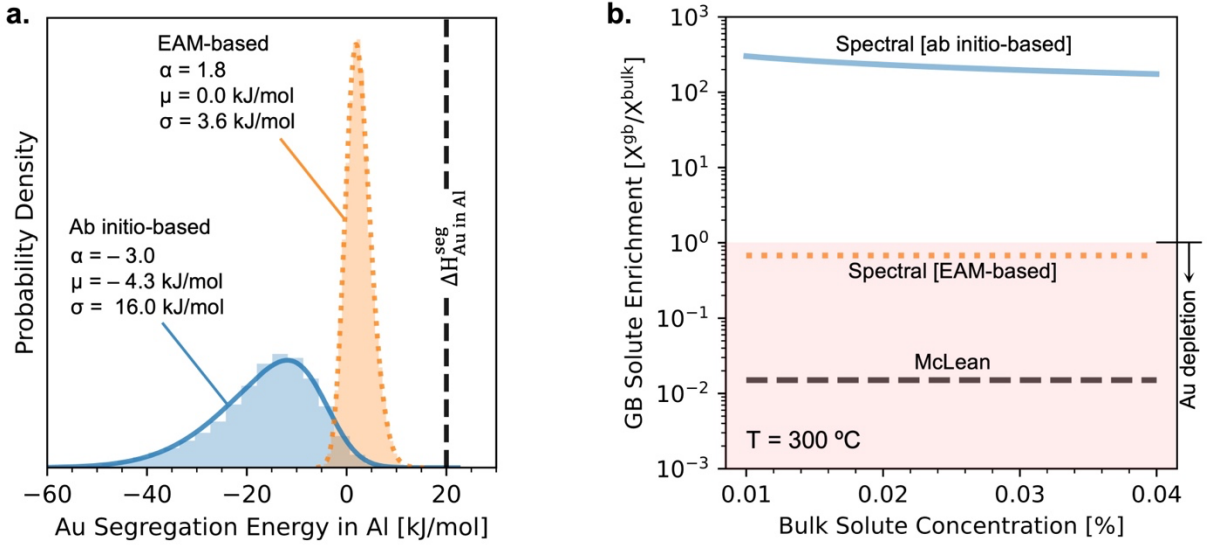 a.
EAM-based
α = 1.8
μ = 0.0 kJ/mol
σ = 3.6 kJ/mol
Ab initio-based
α = – 3.0
μ = – 4.3 kJ/mol
σ = 16.0 kJ/mol
ΔH^seg_Au in Al
Probability Density
−60 −40 −20 0 20
Au Segregation Energy in Al [kJ/mol]
b.
10^3
10^2
10^1
10^0
10^−1
10^−2
10^−3
GB Solute Enrichment [X^gb/X^bulk]
Spectral [ab initio-based]
Spectral [EAM-based]
McLean
T = 300 ºC
Au depletion
0.01 0.02 0.03 0.04
Bulk Solute Concentration [%]